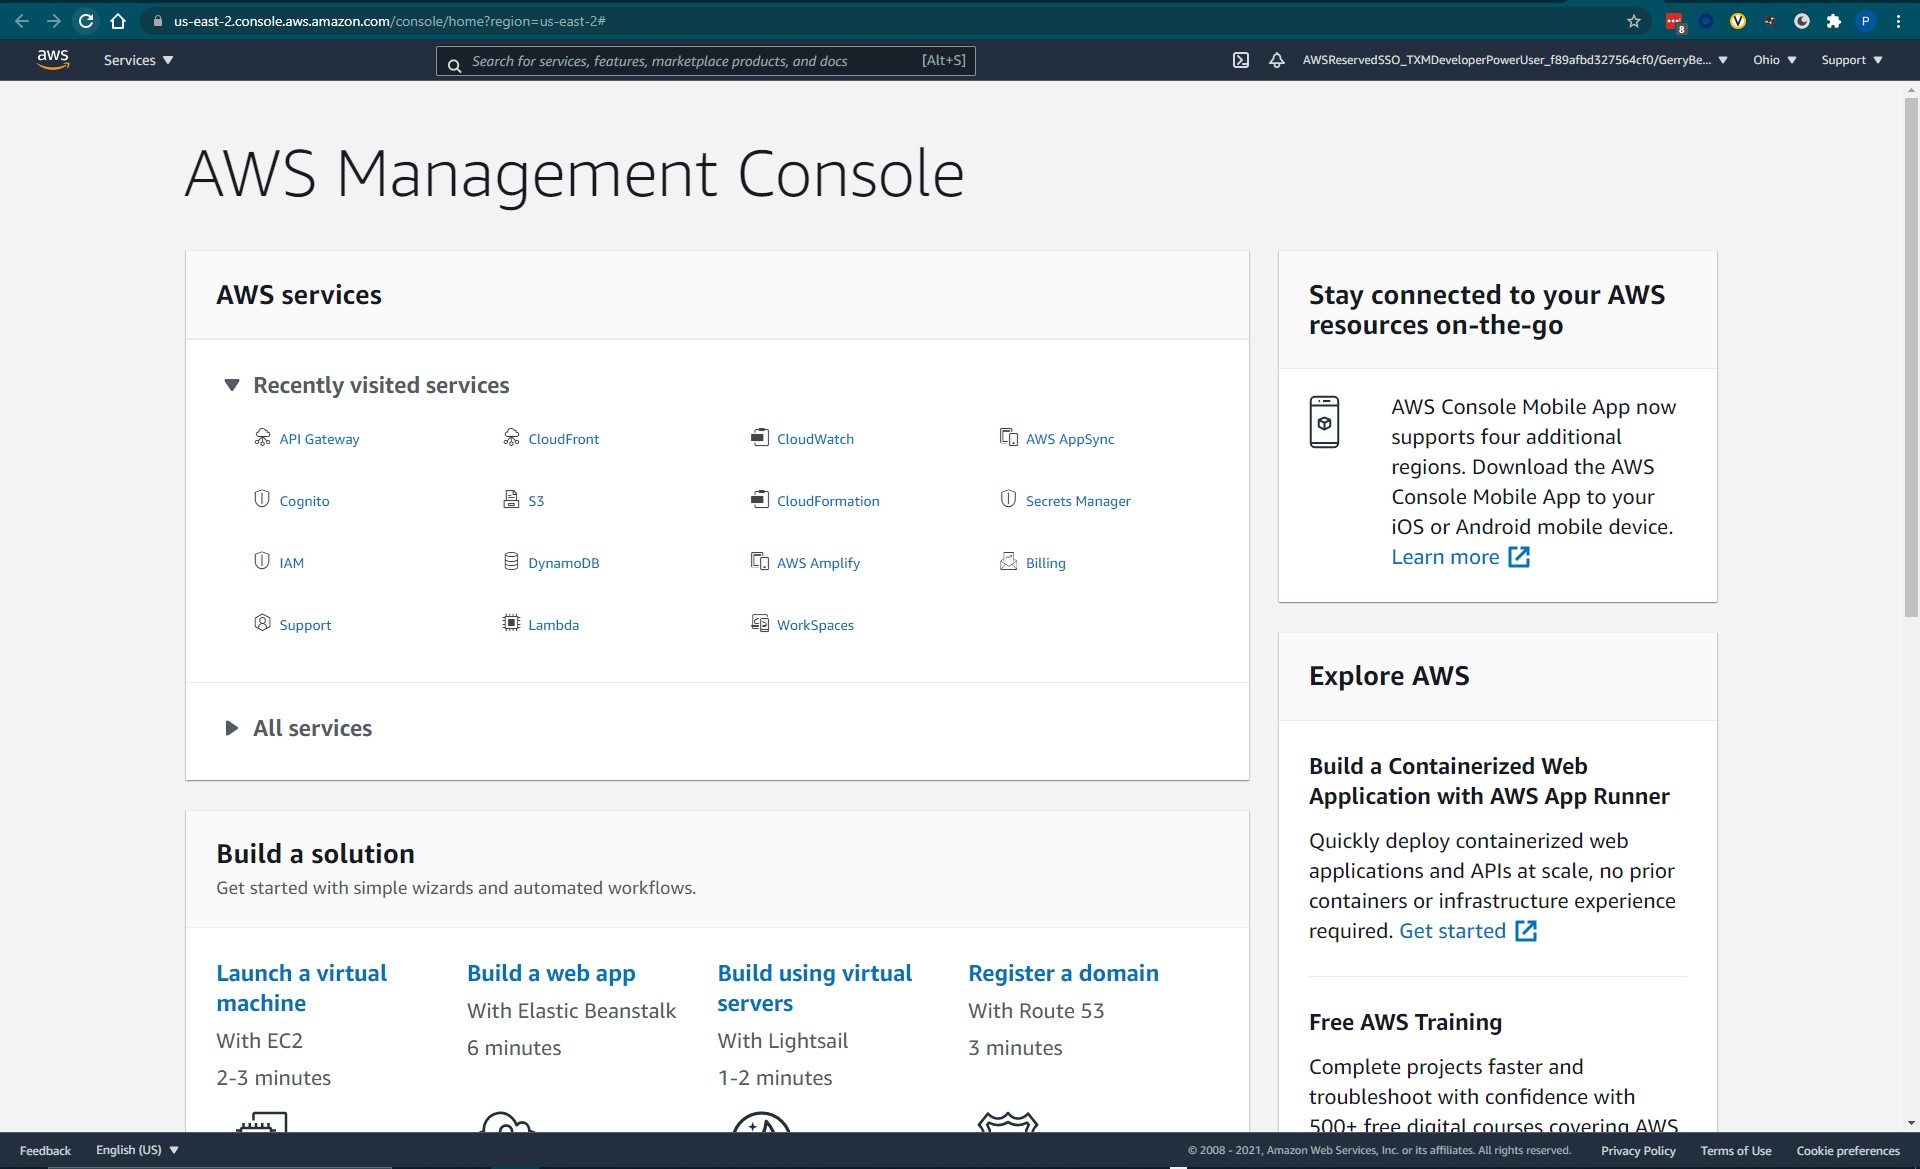 us-east-2.console.aws.amazon.com/console/home?region=us-east-2#
8
V
P
aws
Services
Search for services, features, marketplace products, and docs
[Alt+S]
AWSReservedSSO_TXMDeveloperPowerUser_f89afbd327564cf0/GerryBe...
Ohio
Support
AWS Management Console
AWS services
Recently visited services
API Gateway
CloudFront
CloudWatch
AWS AppSync
Cognito
S3
CloudFormation
Secrets Manager
IAM
DynamoDB
AWS Amplify
Billing
Support
Lambda
WorkSpaces
All services
Build a solution
Get started with simple wizards and automated workflows.
Launch a virtual
machine
With EC2
2-3 minutes
Build a web app
With Elastic Beanstalk
6 minutes
Build using virtual
servers
With Lightsail
1-2 minutes
Register a domain
With Route 53
3 minutes
Stay connected to your AWS
resources on-the-go
AWS Console Mobile App now
supports four additional
regions. Download the AWS
Console Mobile App to your
iOS or Android mobile device.
Learn more
Explore AWS
Build a Containerized Web
Application with AWS App Runner
Quickly deploy containerized web
applications and APIs at scale, no prior
containers or infrastructure experience
required. Get started
Free AWS Training
Complete projects faster and
troubleshoot with confidence with
500+ free digital courses covering AWS
Feedback
English (US)
© 2008 - 2021, Amazon Web Services, Inc. or its affiliates. All rights reserved.
Privacy Policy
Terms of Use
Cookie preferences